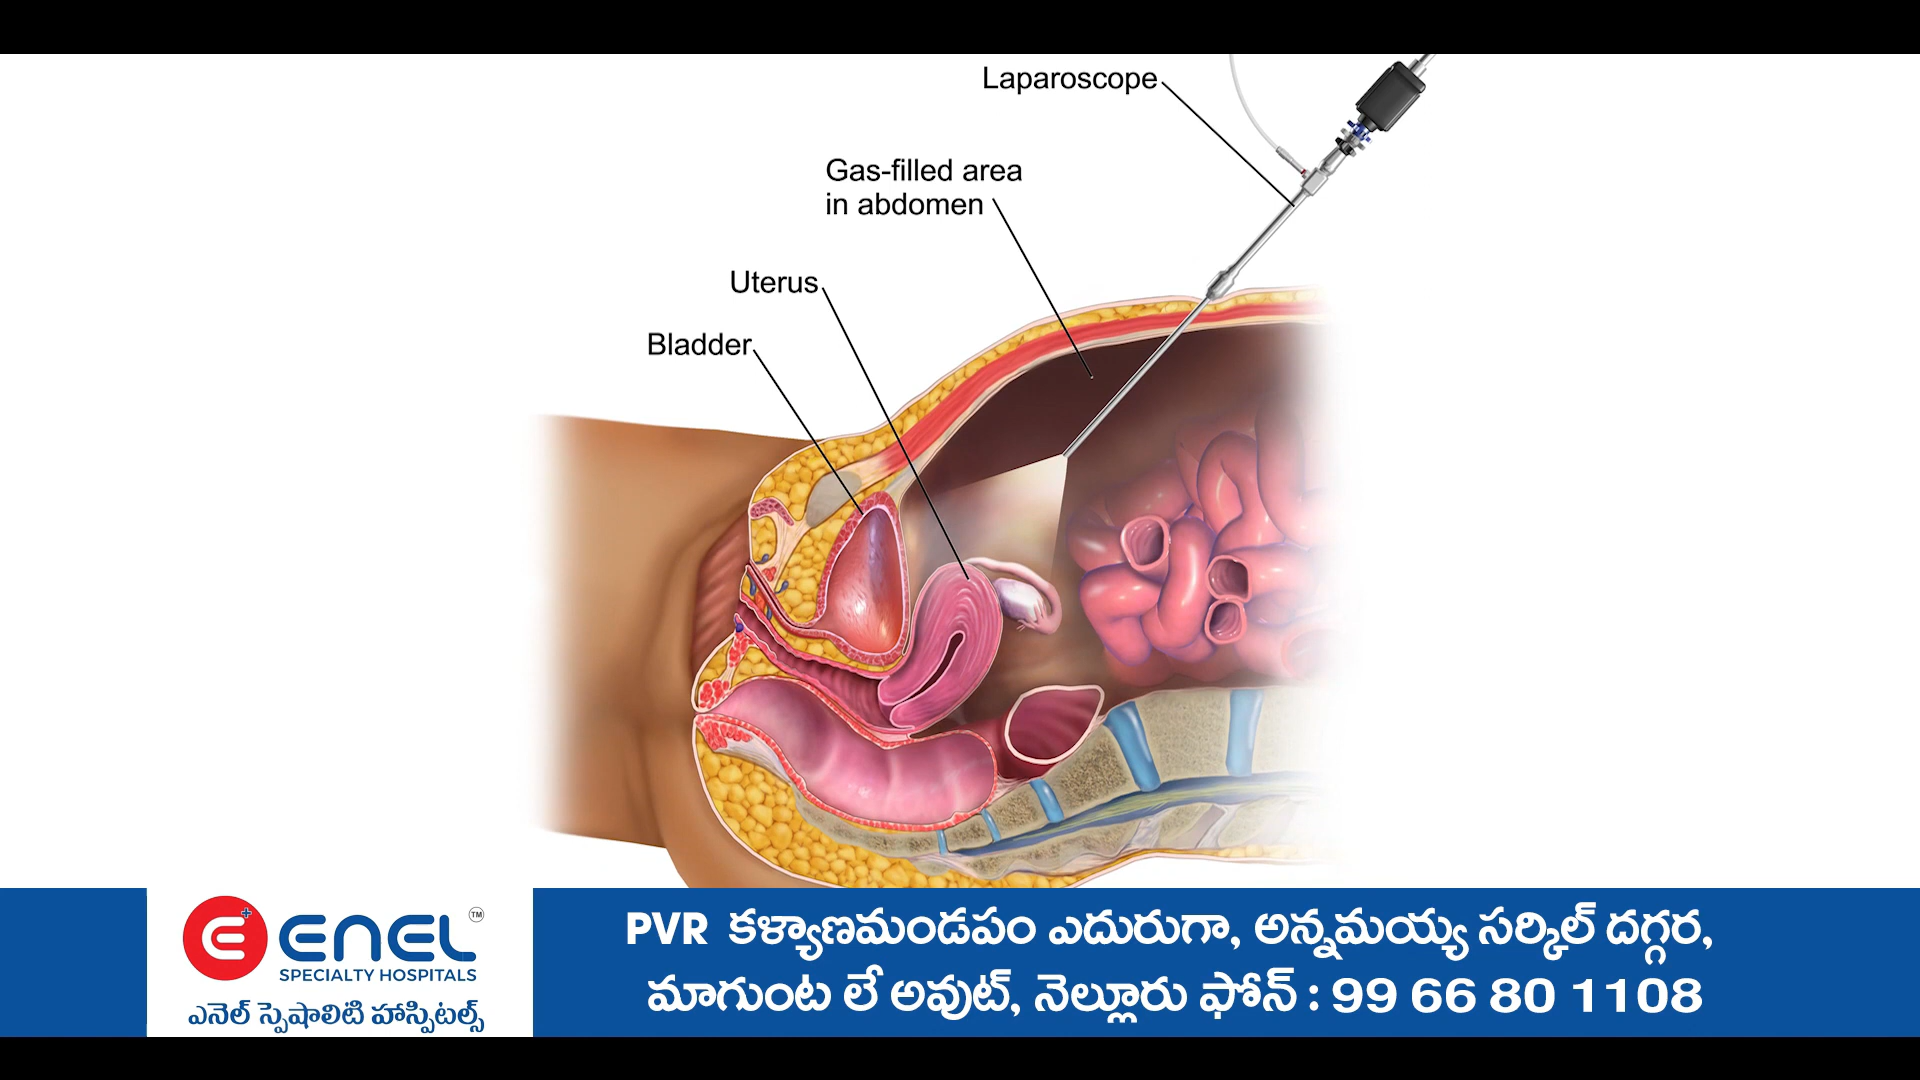 Laparoscope
Gas-filled area
in abdomen
Uterus
Bladder
ENEL TM
SPECIALTY HOSPITALS
ఎనెల్ స్పెషాలిటి హాస్పిటల్స్
PVR కళ్యాణమండపం ఎదురుగా, అన్నమయ్య సర్కిల్ దగ్గర,
మాగుంట లే అవుట్, నెల్లూరు ఫోన్ : 99 66 80 1108